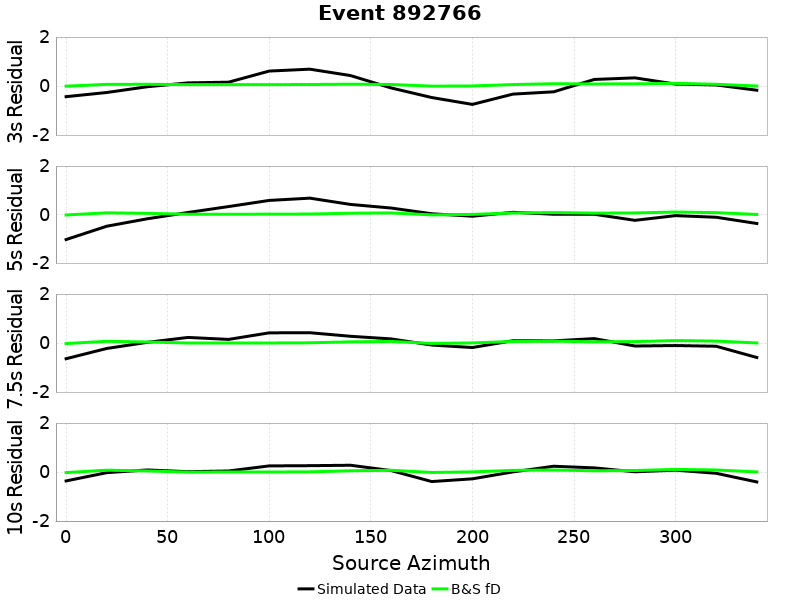 Event 892766
3s Residual
2
0
-2
5s Residual
2
0
-2
7.5s Residual
2
0
-2
10s Residual
2
0
-2
0 50 100 150 200 250 300
Source Azimuth
Simulated Data B&S fD